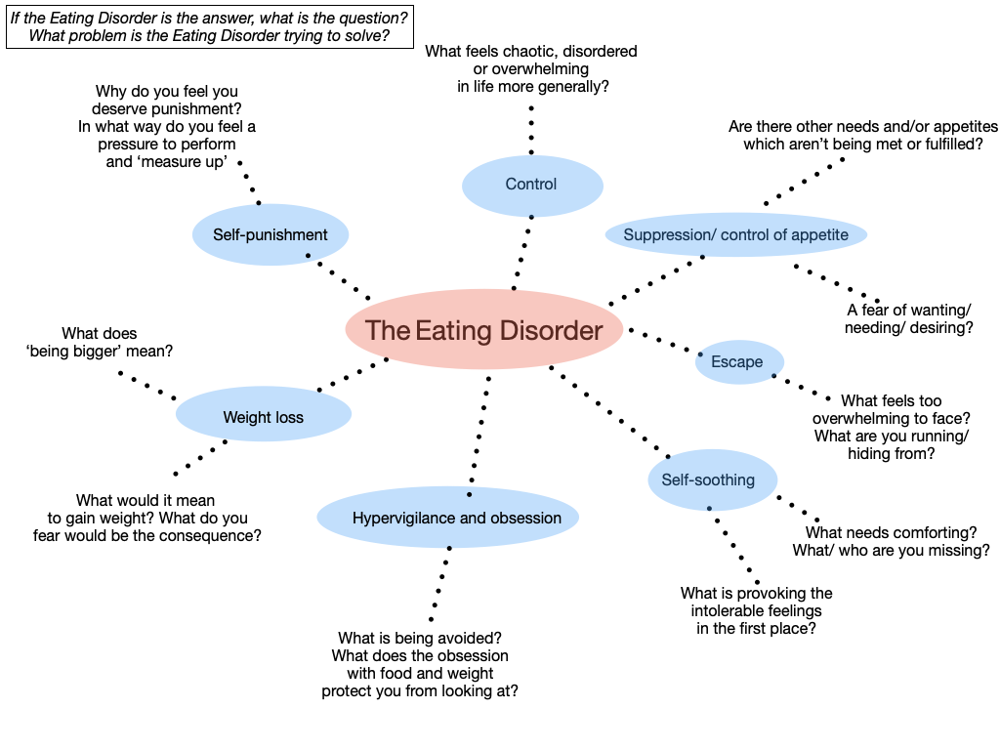 If the Eating Disorder is the answer, what is the question?
What problem is the Eating Disorder trying to solve?
What feels chaotic, disordered
or overwhelming
in life more generally?
Why do you feel you
deserve punishment?
In what way do you feel a
pressure to perform
and ‘measure up’
Are there other needs and/or appetites
which aren’t being met or fulfilled?
Control
Self-punishment
Suppression/ control of appetite
A fear of wanting/
needing/ desiring?
The Eating Disorder
What does
‘being bigger’ mean?
Escape
What feels too
overwhelming to face?
What are you running/
hiding from?
Weight loss
Self-soothing
What would it mean
to gain weight? What do you
fear would be the consequence?
Hypervigilance and obsession
What needs comforting?
What/ who are you missing?
What is provoking the
intolerable feelings
in the first place?
What is being avoided?
What does the obsession
with food and weight
protect you from looking at?